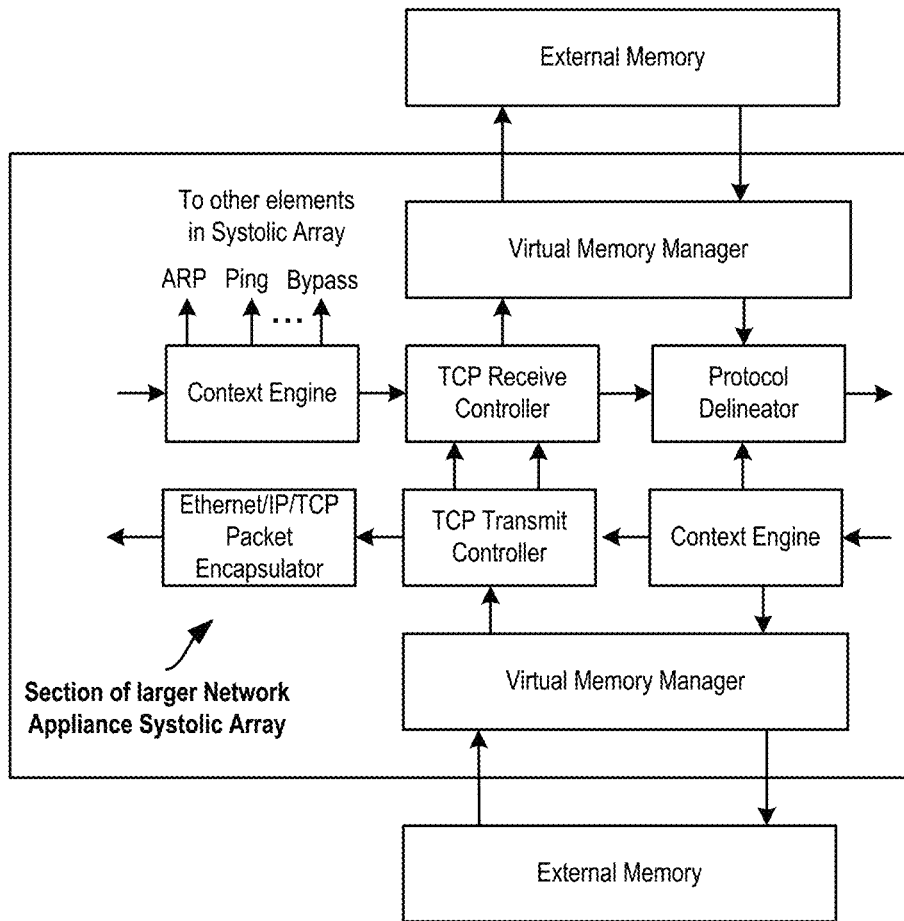 External Memory
To other elements
in Systolic Array
Virtual Memory Manager
ARP Ping Bypass
...
Context Engine
TCP Receive
Controller
Protocol
Delineator
Ethernet/IP/TCP
Packet
Encapsulator
TCP Transmit
Controller
Context Engine
Section of larger Network
Appliance Systolic Array
Virtual Memory Manager
External Memory